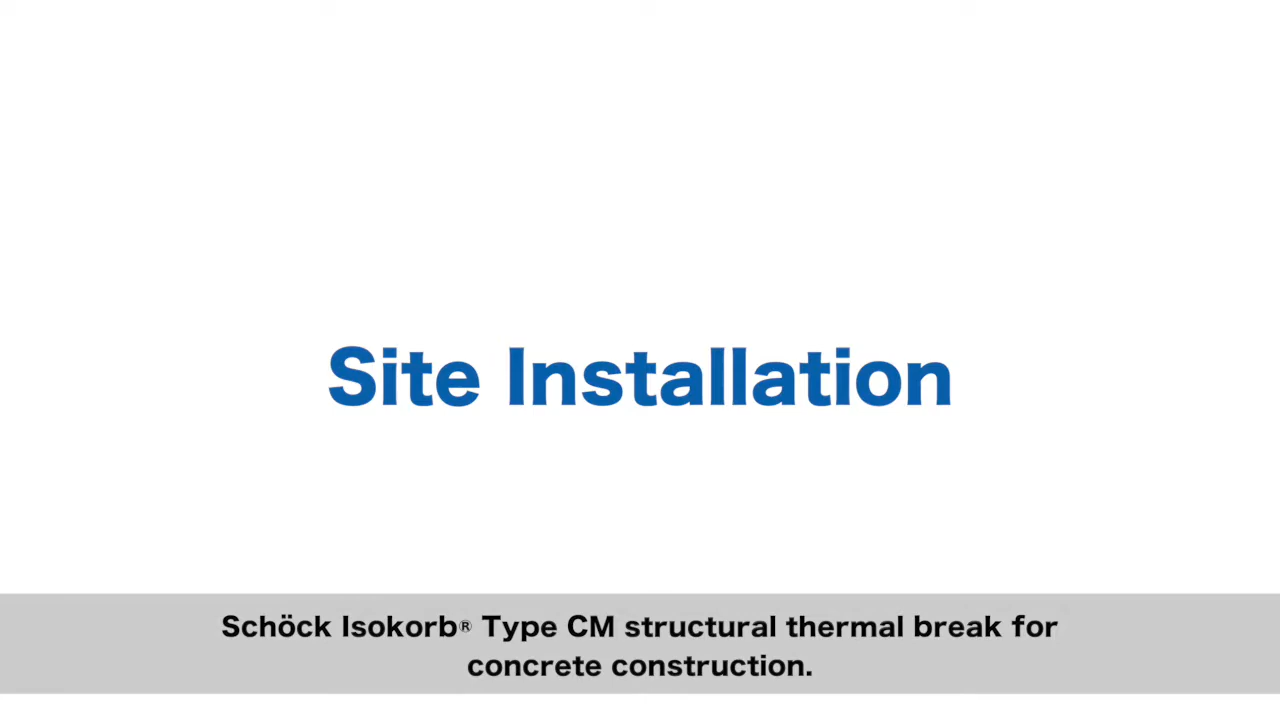 Site Installation
Schöck Isokorb® Type CM structural thermal break for
concrete construction.